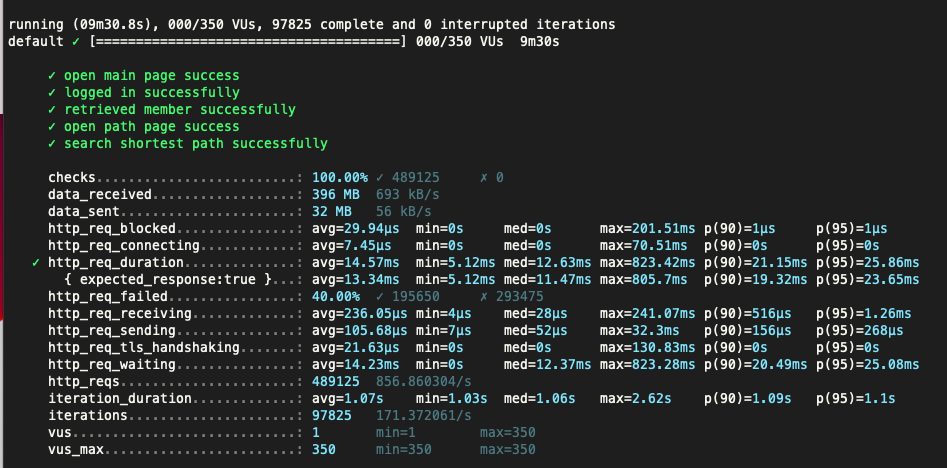 running (09m30.8s), 000/350 VUs, 97825 complete and 0 interrupted iterations
default ✓ [======================================] 000/350 VUs  9m30s
✓ open main page success
✓ logged in successfully
✓ retrieved member successfully
✓ open path page success
✓ search shortest path successfully
checks.........................: 100.00% ✓ 489125     ✗ 0
data_received..................: 396 MB  693 kB/s
data_sent......................: 32 MB   56 kB/s
http_req_blocked...............: avg=29.94µs  min=0s     med=0s      max=201.51ms p(90)=1µs     p(95)=1µs
http_req_connecting............: avg=7.45µs   min=0s     med=0s      max=70.51ms  p(90)=0s      p(95)=0s
✓ http_req_duration..............: avg=14.57ms  min=5.12ms med=12.63ms max=823.42ms p(90)=21.15ms p(95)=25.86ms
{ expected_response:true }...: avg=13.34ms  min=5.12ms med=11.47ms max=805.7ms  p(90)=19.32ms p(95)=23.65ms
http_req_failed................: 40.00%  ✓ 195650     ✗ 293475
http_req_receiving.............: avg=236.05µs min=4µs    med=28µs    max=241.07ms p(90)=516µs   p(95)=1.26ms
http_req_sending...............: avg=105.68µs min=7µs    med=52µs    max=32.3ms   p(90)=156µs   p(95)=268µs
http_req_tls_handshaking.......: avg=21.63µs  min=0s     med=0s      max=130.83ms p(90)=0s      p(95)=0s
http_req_waiting...............: avg=14.23ms  min=0s     med=12.37ms max=823.28ms p(90)=20.49ms p(95)=25.08ms
http_reqs......................: 489125  856.860304/s
iteration_duration.............: avg=1.07s    min=1.03s  med=1.06s   max=2.62s    p(90)=1.09s   p(95)=1.1s
iterations.....................: 97825   171.372061/s
vus............................: 1       min=1        max=350
vus_max........................: 350     min=350      max=350